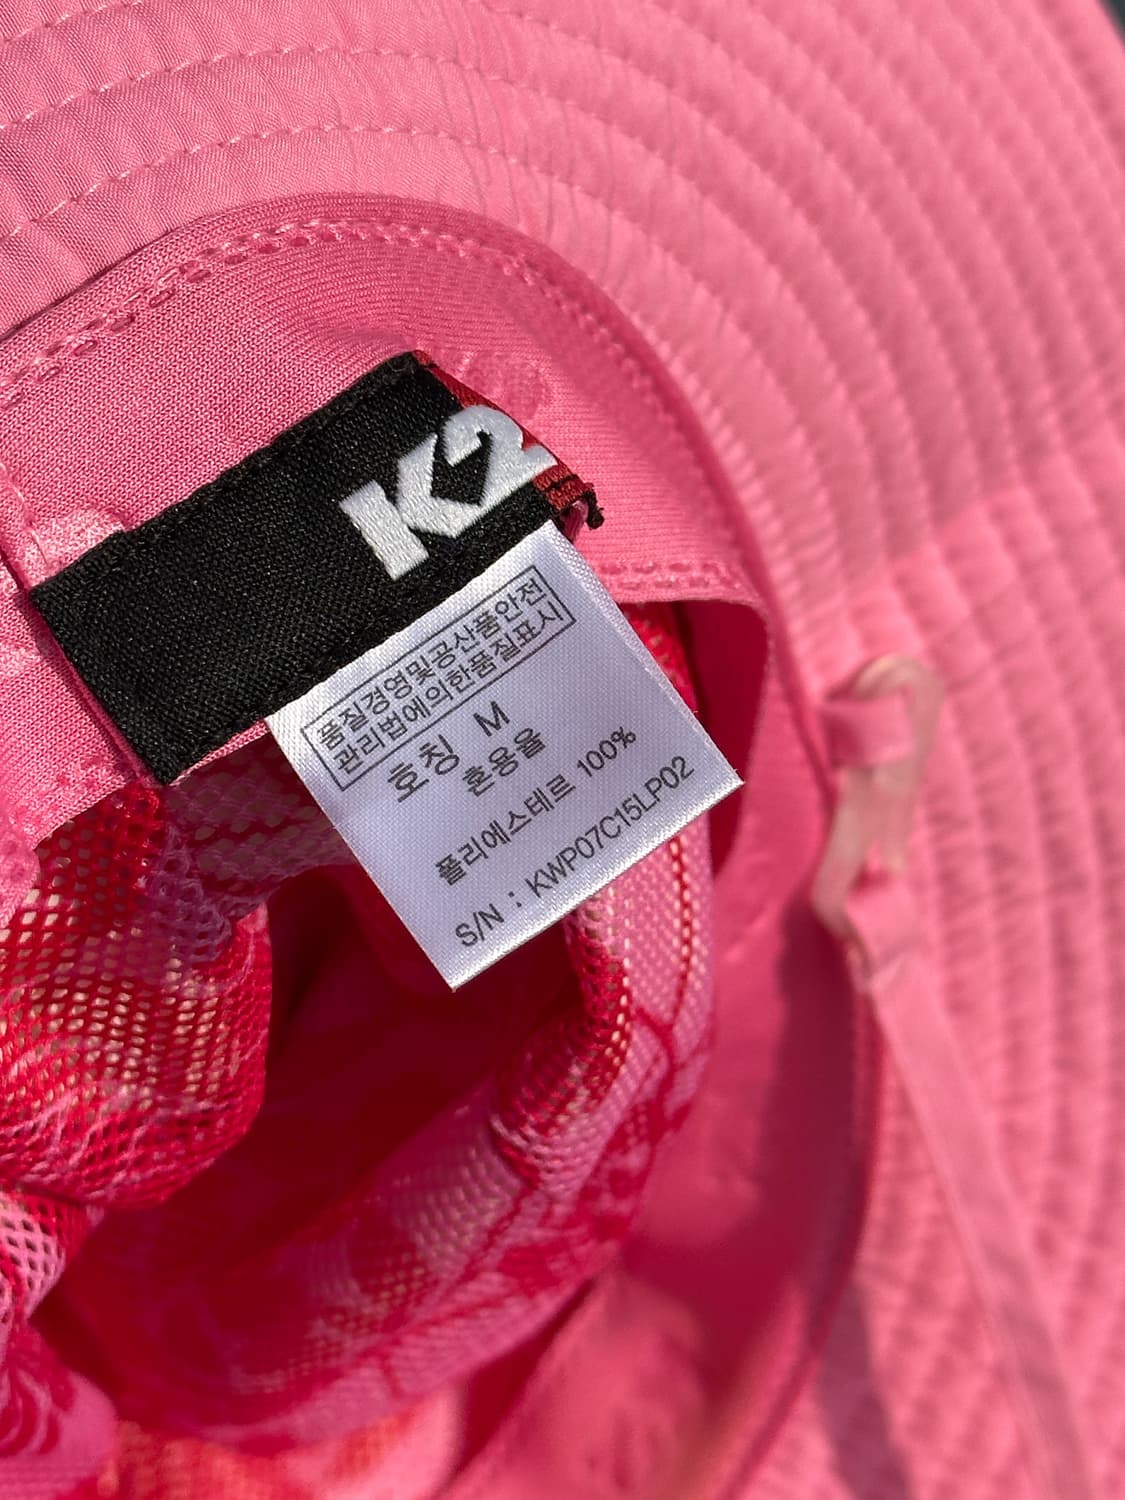 K2
품질경영및공산품안전
관리법에의한품질표시
호칭 M
혼용율
폴리에스테르 100%
S/N : KWP07C15LP02